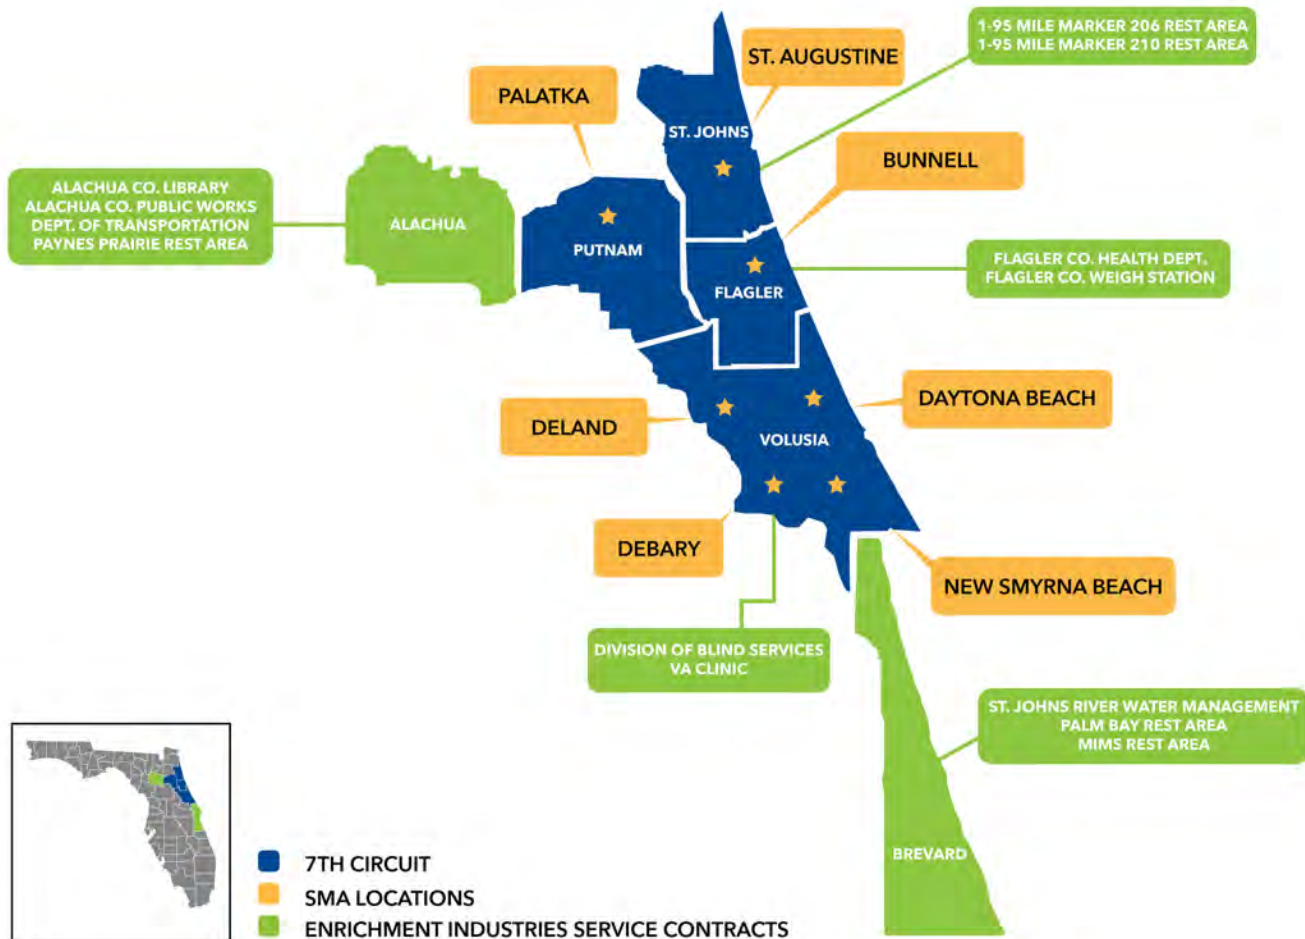 1-95 MILE MARKER 206 REST AREA
1-95 MILE MARKER 210 REST AREA
ST. AUGUSTINE
PALATKA
ST. JOHNS
BUNNELL
ALACHUA CO. LIBRARY
ALACHUA CO. PUBLIC WORKS
DEPT. OF TRANSPORTATION
PAYNES PRAIRIE REST AREA
ALACHUA
PUTNAM
FLAGLER
FLAGLER CO. HEALTH DEPT.
FLAGLER CO. WEIGH STATION
DAYTONA BEACH
DELAND
VOLUSIA
DEBARY
NEW SMYRNA BEACH
DIVISION OF BLIND SERVICES
VA CLINIC
ST. JOHNS RIVER WATER MANAGEMENT
PALM BAY REST AREA
MIMS REST AREA
BREVARD
7TH CIRCUIT
SMA LOCATIONS
ENRICHMENT INDUSTRIES SERVICE CONTRACTS